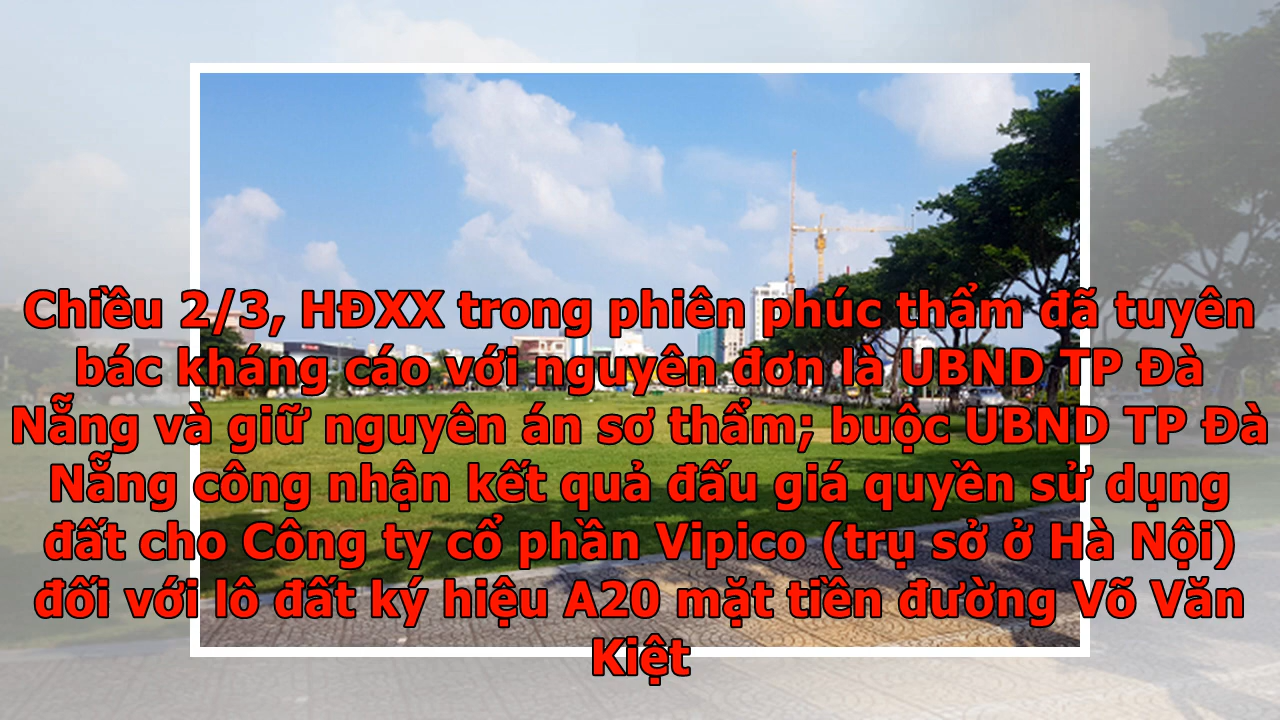 Chiều 2/3, HĐXX trong phiên phúc thẩm đã tuyên
bác kháng cáo với nguyên đơn là UBND TP Đà
Nẵng và giữ nguyên án sơ thẩm; buộc UBND TP Đà
Nẵng công nhận kết quả đấu giá quyền sử dụng
đất cho Công ty cổ phần Vipico (trụ sở ở Hà Nội)
đối với lô đất ký hiệu A20 mặt tiền đường Võ Văn
Kiệt